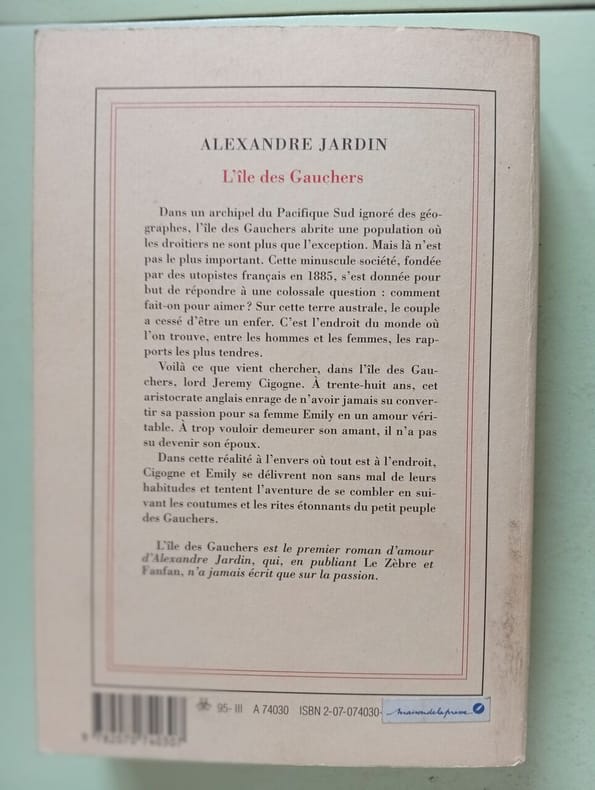 ALEXANDRE JARDIN
L'île des Gauchers
Dans un archipel du Pacifique Sud ignoré des géo-
graphes, l'île des Gauchers abrite une population où
les droitiers ne sont plus que l'exception. Mais là n'est
pas le plus important. Cette minuscule société, fondée
par des utopistes français en 1885, s'est donnée pour
but de répondre à une colossale question : comment
fait-on pour aimer ? Sur cette terre australe, le couple
a cessé d'être un enfer. C'est l'endroit du monde où
l'on trouve, entre les hommes et les femmes, les rap-
ports les plus tendres.
Voilà ce que vient chercher, dans l'île des Gau-
chers, lord Jeremy Cigogne. À trente-huit ans, cet
aristocrate anglais enrage de n'avoir jamais su conver-
tir sa passion pour sa femme Emily en un amour véri-
table. À trop vouloir demeurer son amant, il n'a pas
su devenir son époux.
Dans cette réalité à l'envers où tout est à l'endroit,
Cigogne et Emily se délivrent non sans mal de leurs
habitudes et tentent l'aventure de se combler en sui-
vant les coutumes et les rites étonnants du petit peuple
des Gauchers.
L'île des Gauchers est le premier roman d'amour
d'Alexandre Jardin, qui, en publiant Le Zèbre et
Fanfan, n'a jamais écrit que sur la passion.
95-III A 74030 ISBN 2-07-074030-
maison de la presse
9 782070 740307